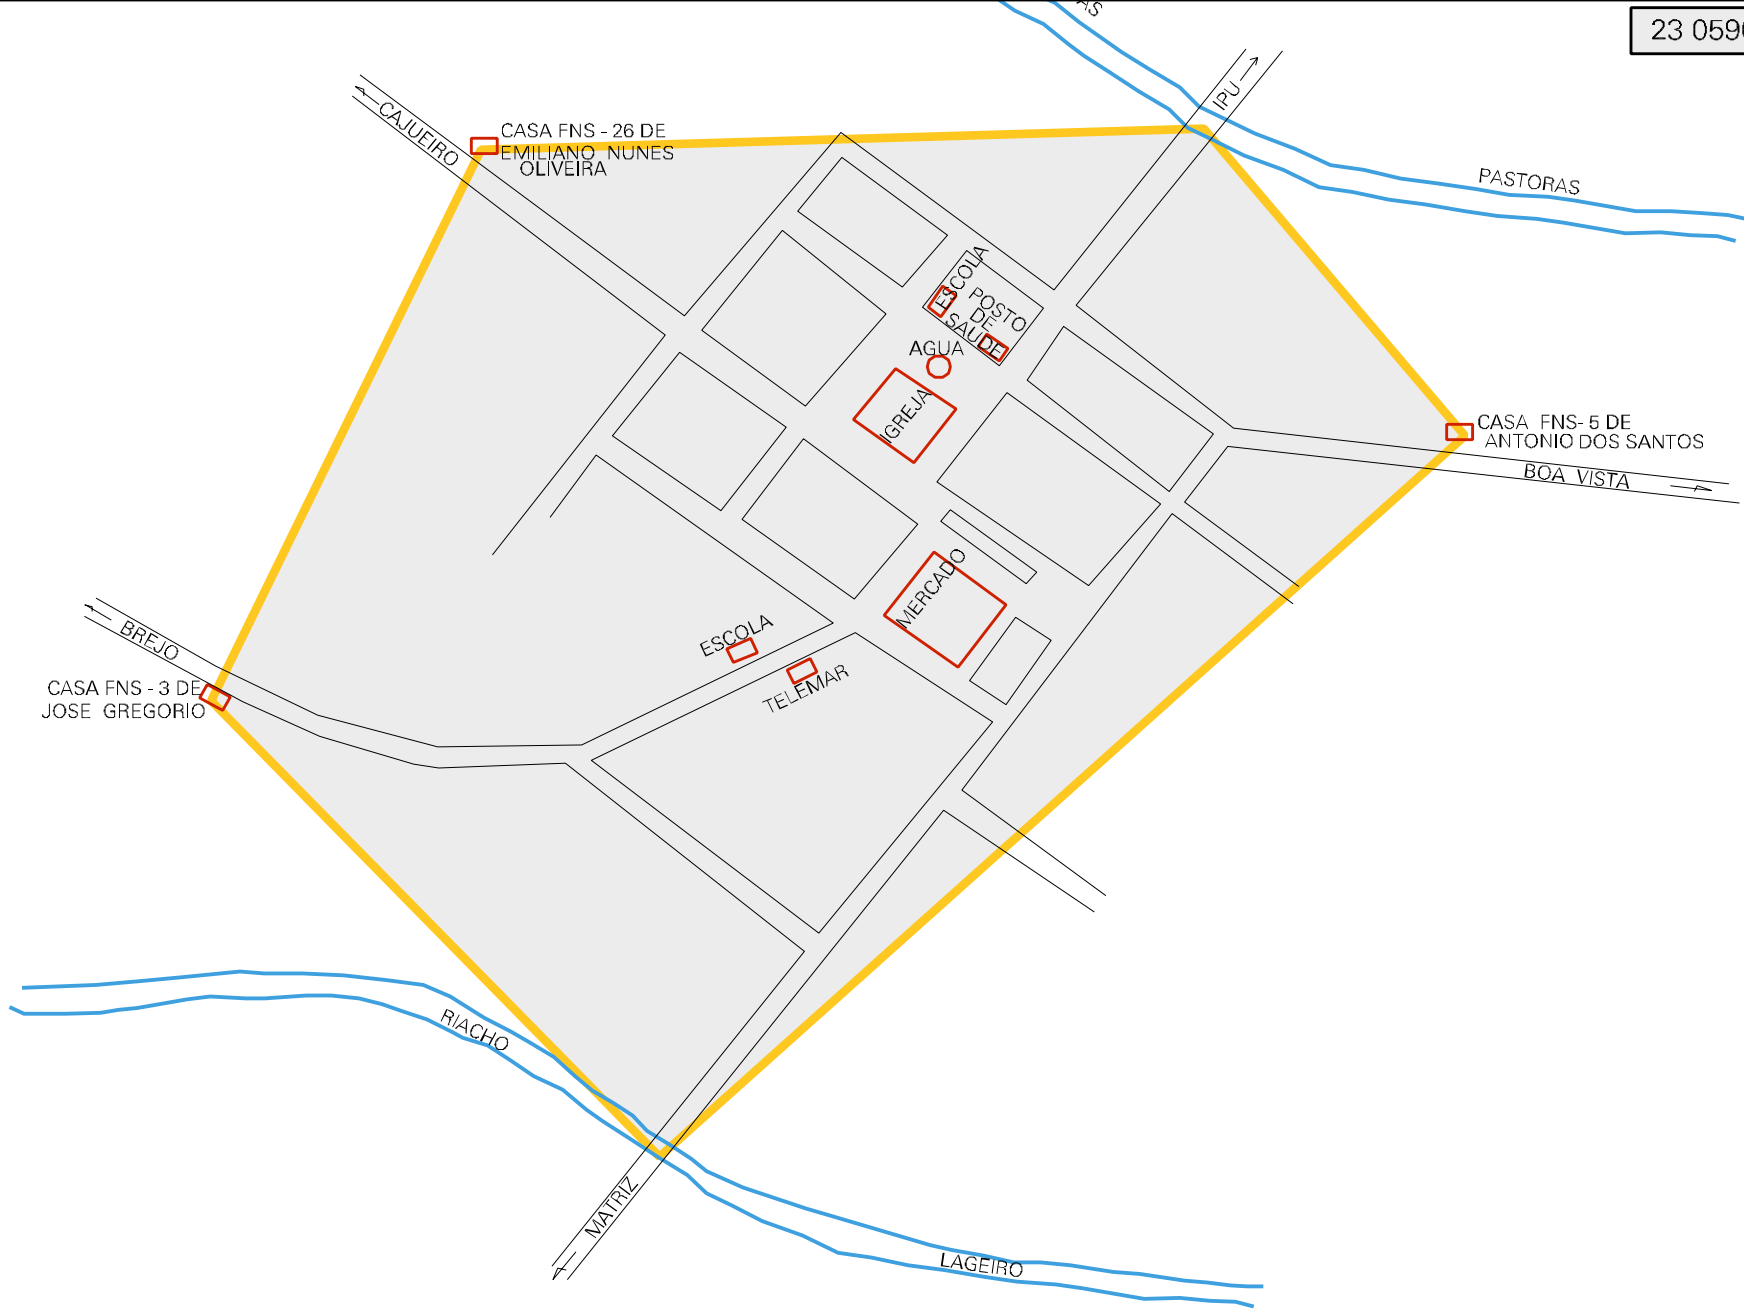 23 059
IPU
CAJUEIRO
CASA FNS - 26 DE
EMILIANO NUNES
OLIVEIRA
PASTORAS
ESCOLA
POSTO
DE
SAUDE
AGUA
IGREJA
CASA FNS- 5 DE
ANTONIO DOS SANTOS
BOA VISTA
MERCADO
ESCOLA
TELEMAR
BREJO
CASA FNS - 3 DE
JOSE GREGORIO
RIACHO
MATRIZ
LAGEIRO